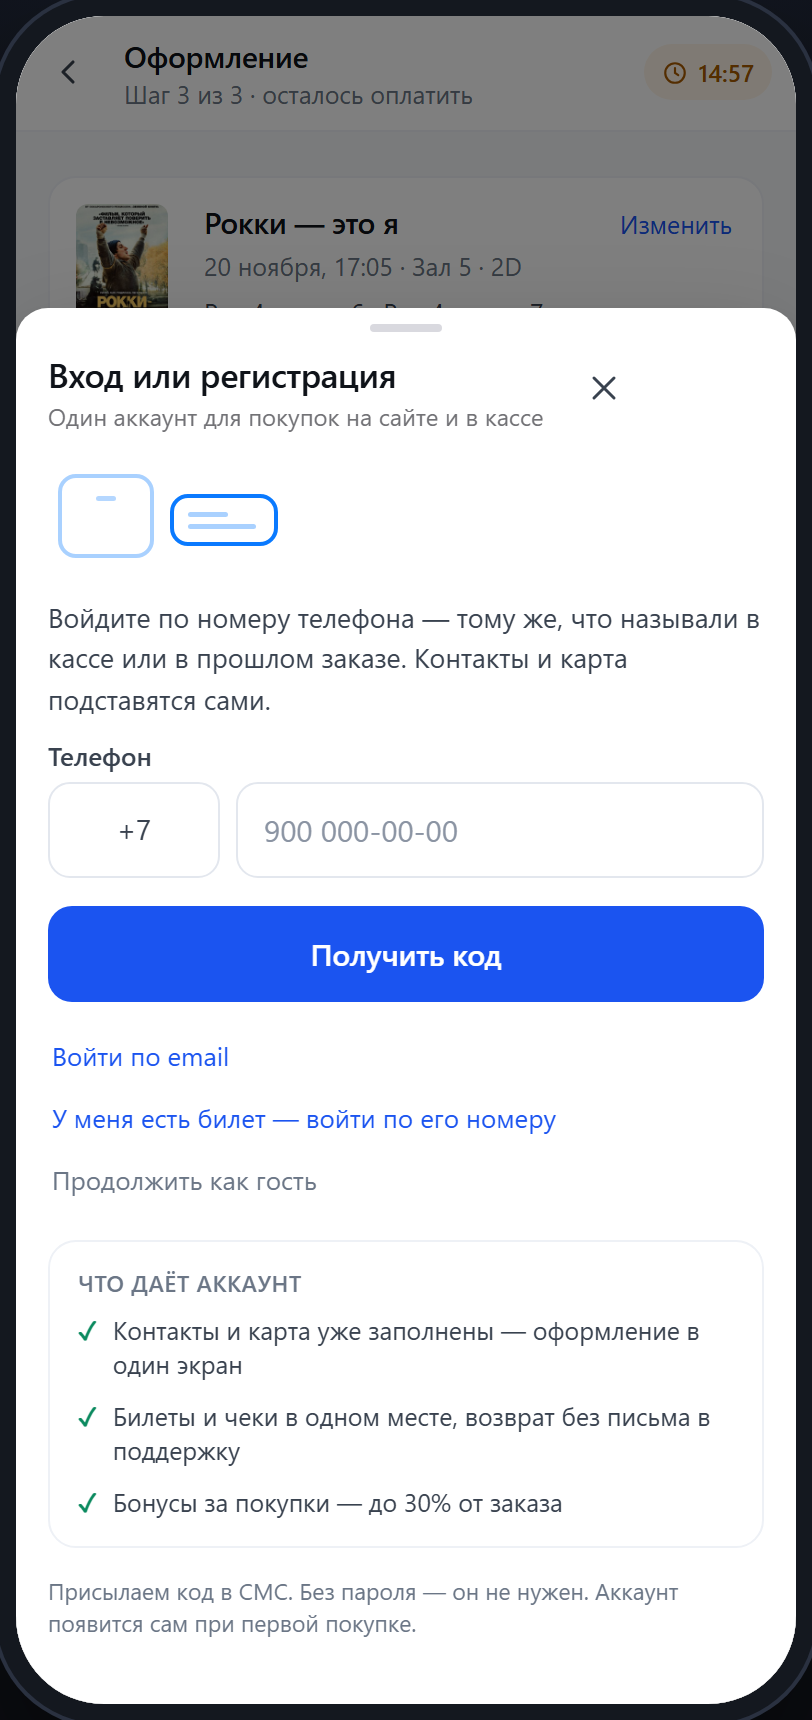 Оформление
Шаг 3 из 3 · осталось оплатить
14:57
РОККИ
Рокки — это я
Изменить
20 ноября, 17:05 · Зал 5 · 2D
Вход или регистрация
Один аккаунт для покупок на сайте и в кассе
Войдите по номеру телефона — тому же, что называли в
кассе или в прошлом заказе. Контакты и карта
подставятся сами.
Телефон
+7
900 000-00-00
Получить код
Войти по email
У меня есть билет — войти по его номеру
Продолжить как гость
ЧТО ДАЁТ АККАУНТ
Контакты и карта уже заполнены — оформление в
один экран
Билеты и чеки в одном месте, возврат без письма в
поддержку
Бонусы за покупки — до 30% от заказа
Присылаем код в СМС. Без пароля — он не нужен. Аккаунт
появится сам при первой покупке.